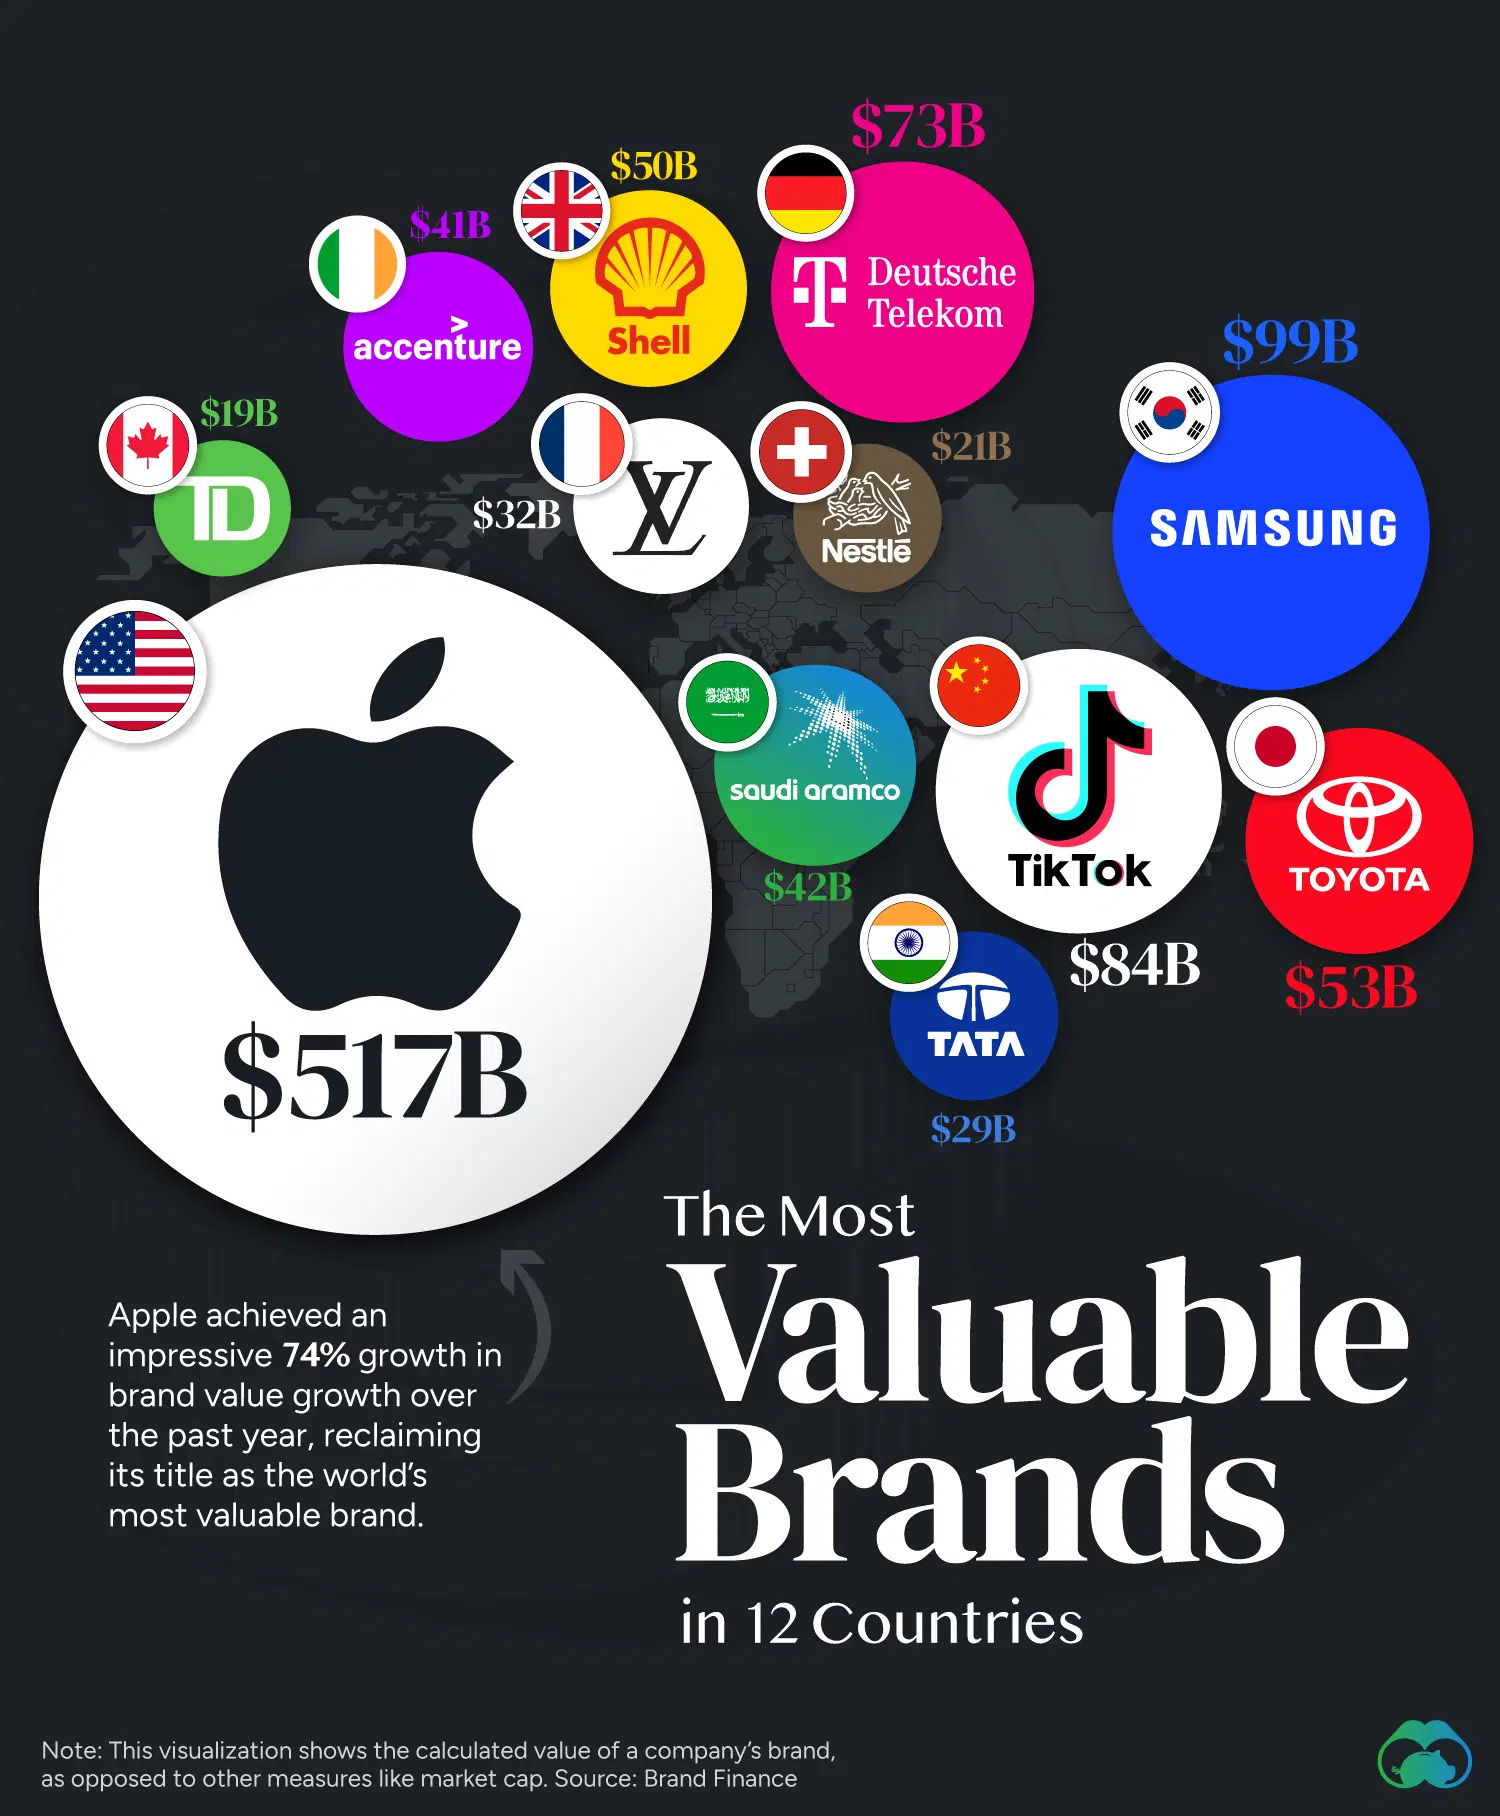 $73B
$50B
$41B
Deutsche
Telekom
Shell
>
accenture
$99B
$19B
TD
$32B
LV
$21B
Nestlé
SAMSUNG
saudi aramco
$42B
TikTok
$84B
TOYOTA
$53B
TATA
$29B
$517B
The Most
Valuable
Brands
in 12 Countries
Apple achieved an
impressive 74% growth in
brand value growth over
the past year, reclaiming
its title as the world's
most valuable brand.
Note: This visualization shows the calculated value of a company's brand,
as opposed to other measures like market cap. Source: Brand Finance